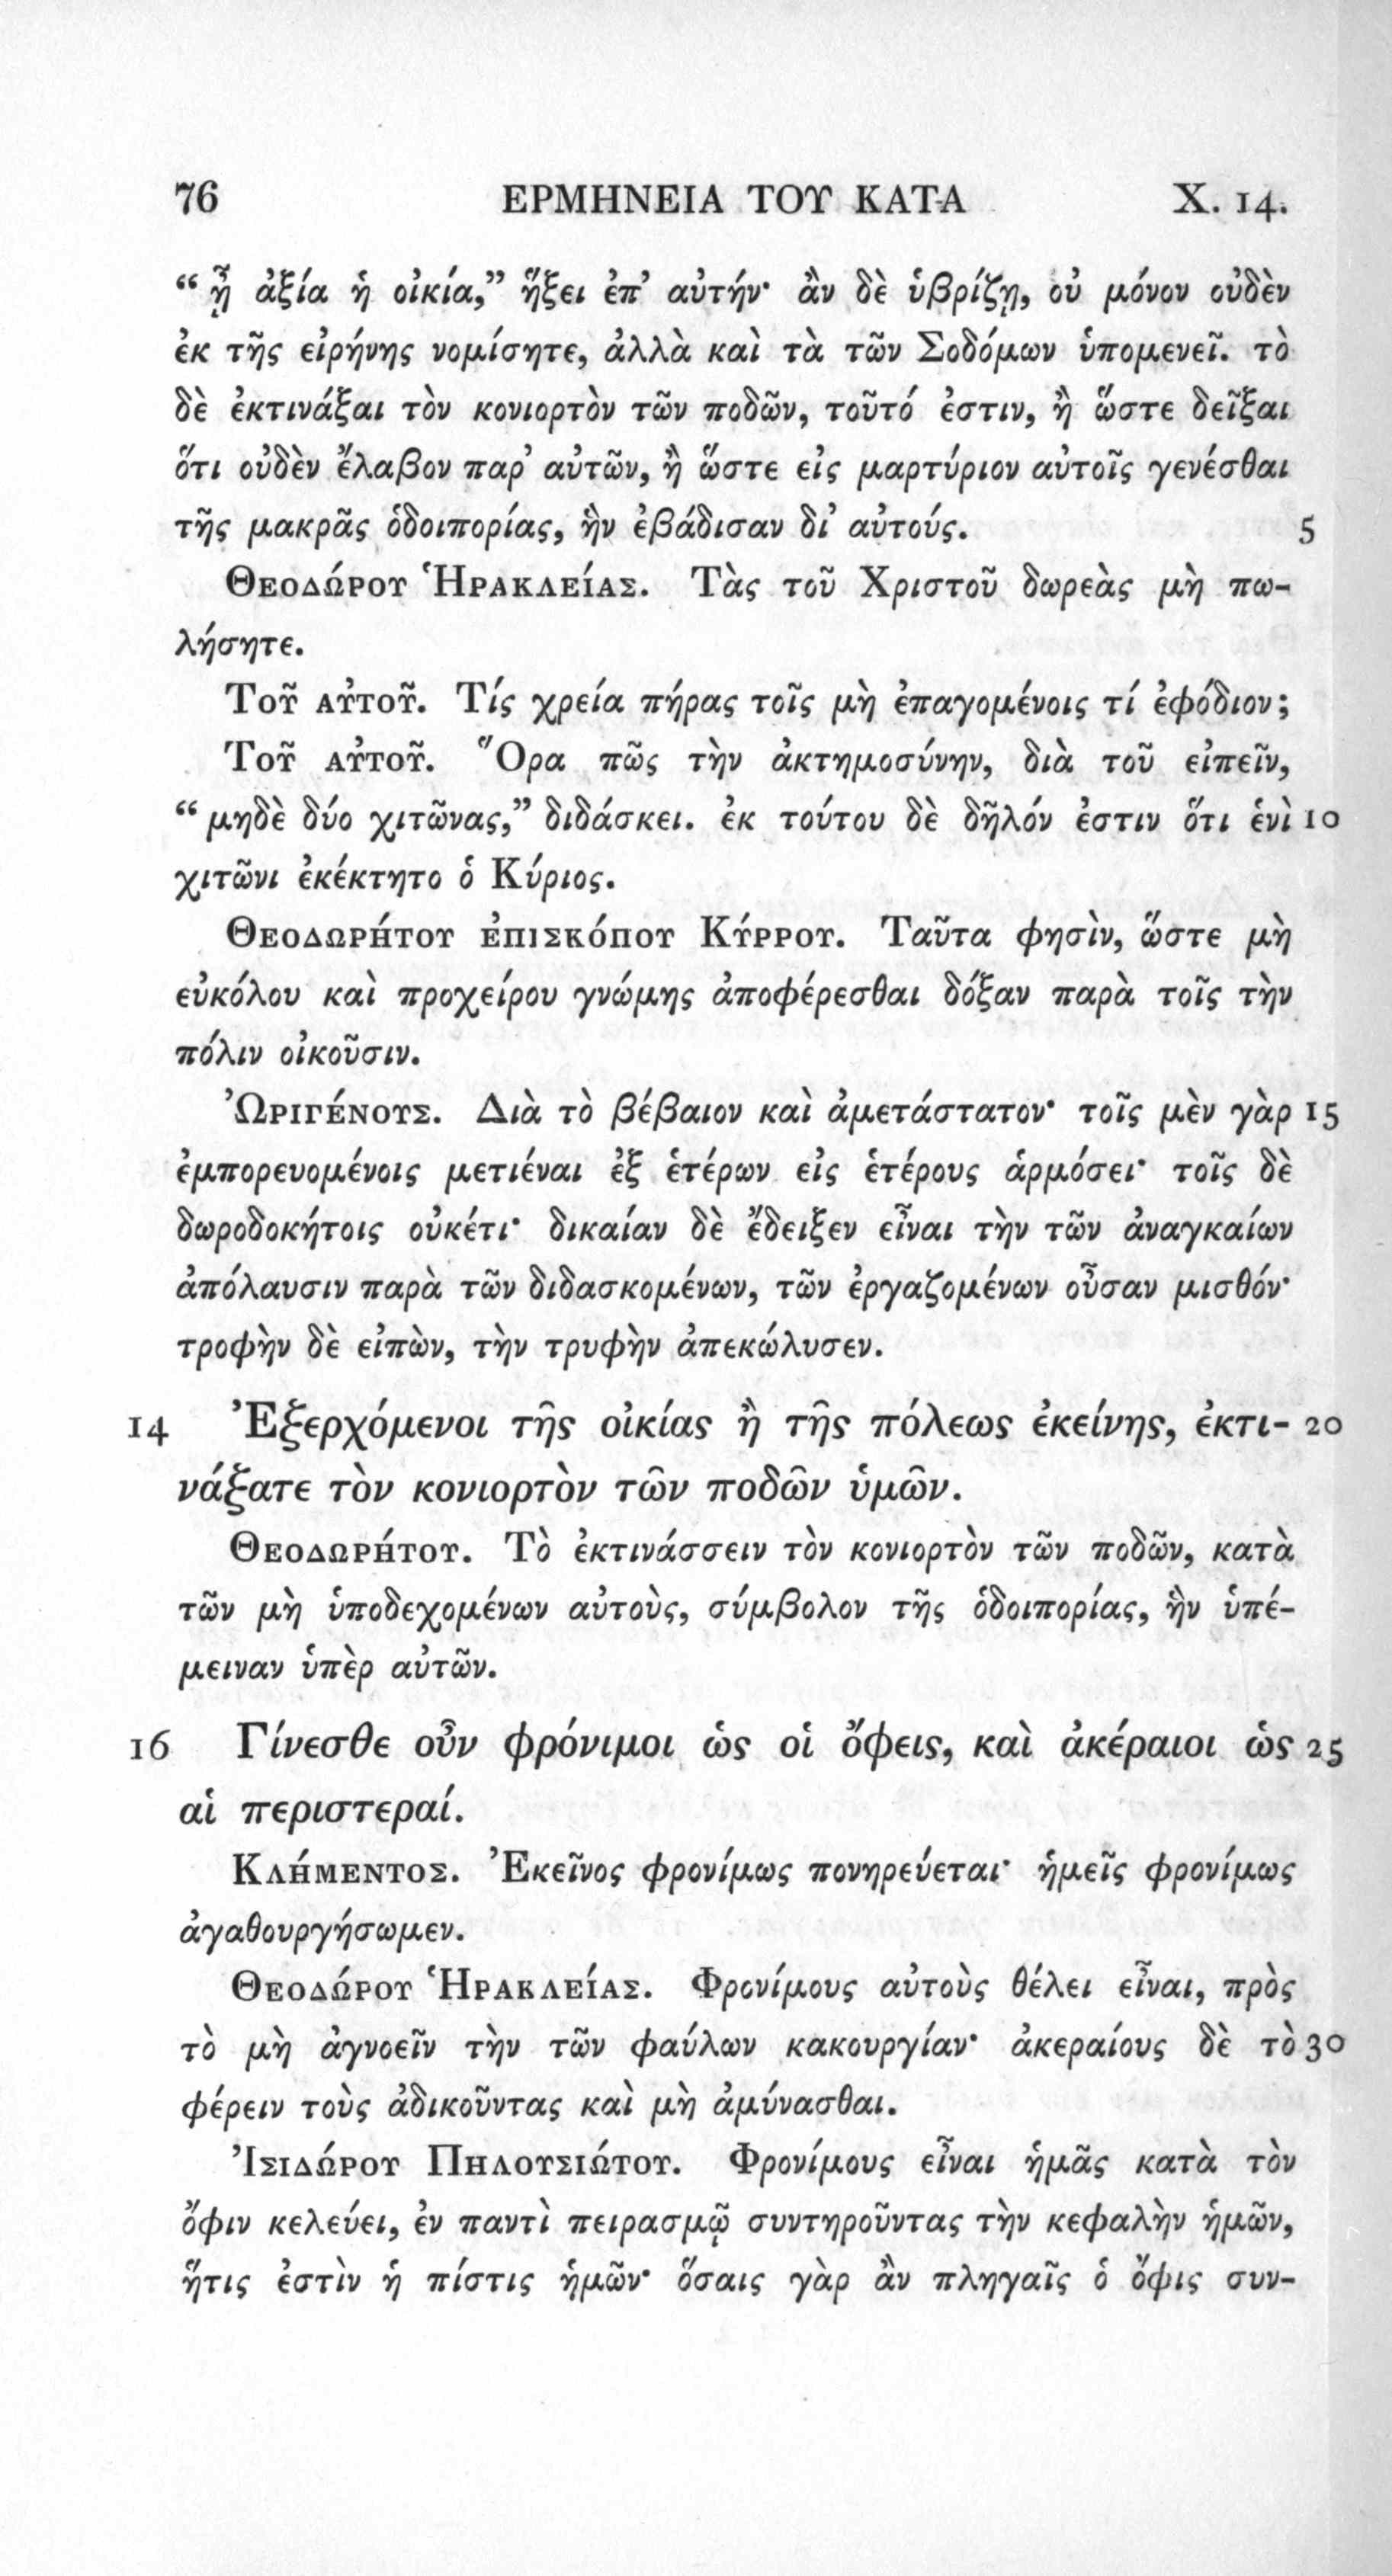 76 ΕΡΜΗΝΕΙΑ ΤΟΥ ΚΑΤΑ X. 14.
“ ᾖ ἀξία ἡ οἰκία,” ἥξει ἐπ’ αὐτήν· ἂν δὲ ὑβρίζῃ, οὐ μόνον οὐδὲν
ἐκ τῆς εἰρήνης νομίσητε, ἀλλὰ καὶ τὰ τῶν Σοδόμων ὑπομενεῖ. τὸ
δὲ ἐκτινάξαι τὸν κονιορτὸν τῶν ποδῶν, τοῦτό ἐστιν, ἢ ὥστε δεῖξαι
ὅτι οὐδὲν ἔλαβον παρ’ αὐτῶν, ἢ ὥστε εἰς μαρτύριον αὐτοῖς γενέσθαι
τῆς μακρᾶς ὁδοιπορίας, ἣν ἐβάδισαν δι’ αὐτούς. 5
Θεοδώρου Ἡρακλείας. Τὰς τοῦ Χριστοῦ δωρεὰς μὴ πω-
λήσητε.
Τοῦ αὐτοῦ. Τίς χρεία πήρας τοῖς μὴ ἐπαγομένοις τί ἐφόδιον;
Τοῦ αὐτοῦ. Ὅρα πῶς τὴν ἀκτημοσύνην, διὰ τοῦ εἰπεῖν,
“ μηδὲ δύο χιτῶνας,” διδάσκει. ἐκ τούτου δὲ δῆλόν ἐστιν ὅτι ἑνὶ 10
χιτῶνι ἐκέκτητο ὁ Κύριος.
Θεοδωρήτου ἐπισκόπου Κύρρου. Ταῦτα φησὶν, ὥστε μὴ
εὐκόλου καὶ προχείρου γνώμης ἀποφέρεσθαι δόξαν παρὰ τοῖς τὴν
πόλιν οἰκοῦσιν.
Ὠριγένους. Διὰ τὸ βέβαιον καὶ ἀμετάστατον· τοῖς μὲν γὰρ 15
ἐμπορευομένοις μετιέναι ἐξ ἑτέρων εἰς ἑτέρους ἁρμόσει· τοῖς δὲ
δωροδοκήτοις οὐκέτι· δικαίαν δὲ ἔδειξεν εἶναι τὴν τῶν ἀναγκαίων
ἀπόλαυσιν παρὰ τῶν διδασκομένων, τῶν ἐργαζομένων οὖσαν μισθόν·
τροφὴν δὲ εἰπὼν, τὴν τρυφὴν ἀπεκώλυσεν.
14 Ἐξερχόμενοι τῆς οἰκίας ἢ τῆς πόλεως ἐκείνης, ἐκτι- 20
νάξατε τὸν κονιορτὸν τῶν ποδῶν ὑμῶν.
Θεοδωρήτου. Τὸ ἐκτινάσσειν τὸν κονιορτὸν τῶν ποδῶν, κατὰ
τῶν μὴ ὑποδεχομένων αὐτοὺς, σύμβολον τῆς ὁδοιπορίας, ἣν ὑπέ-
μειναν ὑπὲρ αὐτῶν.
16 Γίνεσθε οὖν φρόνιμοι ὡς οἱ ὄφεις, καὶ ἀκέραιοι ὡς 25
αἱ περιστεραί.
Κλήμεντος. Ἐκεῖνος φρονίμως πονηρεύεται· ἡμεῖς φρονίμως
ἀγαθουργήσωμεν.
Θεοδώρου Ἡρακλείας. Φρονίμους αὐτοὺς θέλει εἶναι, πρὸς
τὸ μὴ ἀγνοεῖν τὴν τῶν φαύλων κακουργίαν· ἀκεραίους δὲ τὸ 30
φέρειν τοὺς ἀδικοῦντας καὶ μὴ ἀμύνασθαι.
Ἰσιδώρου Πηλουσιώτου. Φρονίμους εἶναι ἡμᾶς κατὰ τὸν
ὄφιν κελεύει, ἐν παντὶ πειρασμῷ συντηροῦντας τὴν κεφαλὴν ἡμῶν,
ἥτις ἐστὶν ἡ πίστις ἡμῶν· ὅσαις γὰρ ἂν πληγαῖς ὁ ὄφις συν-